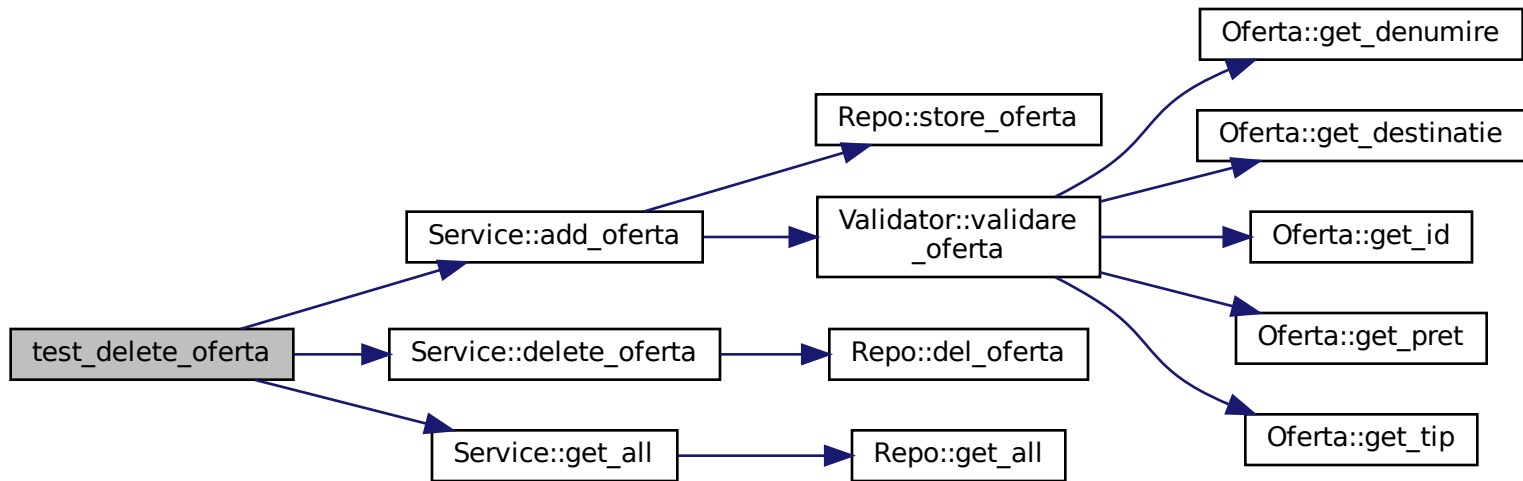 test_delete_oferta
Service::add_oferta
Service::delete_oferta
Service::get_all
Repo::store_oferta
Validator::validare
_oferta
Repo::del_oferta
Repo::get_all
Oferta::get_denumire
Oferta::get_destinatie
Oferta::get_id
Oferta::get_pret
Oferta::get_tip